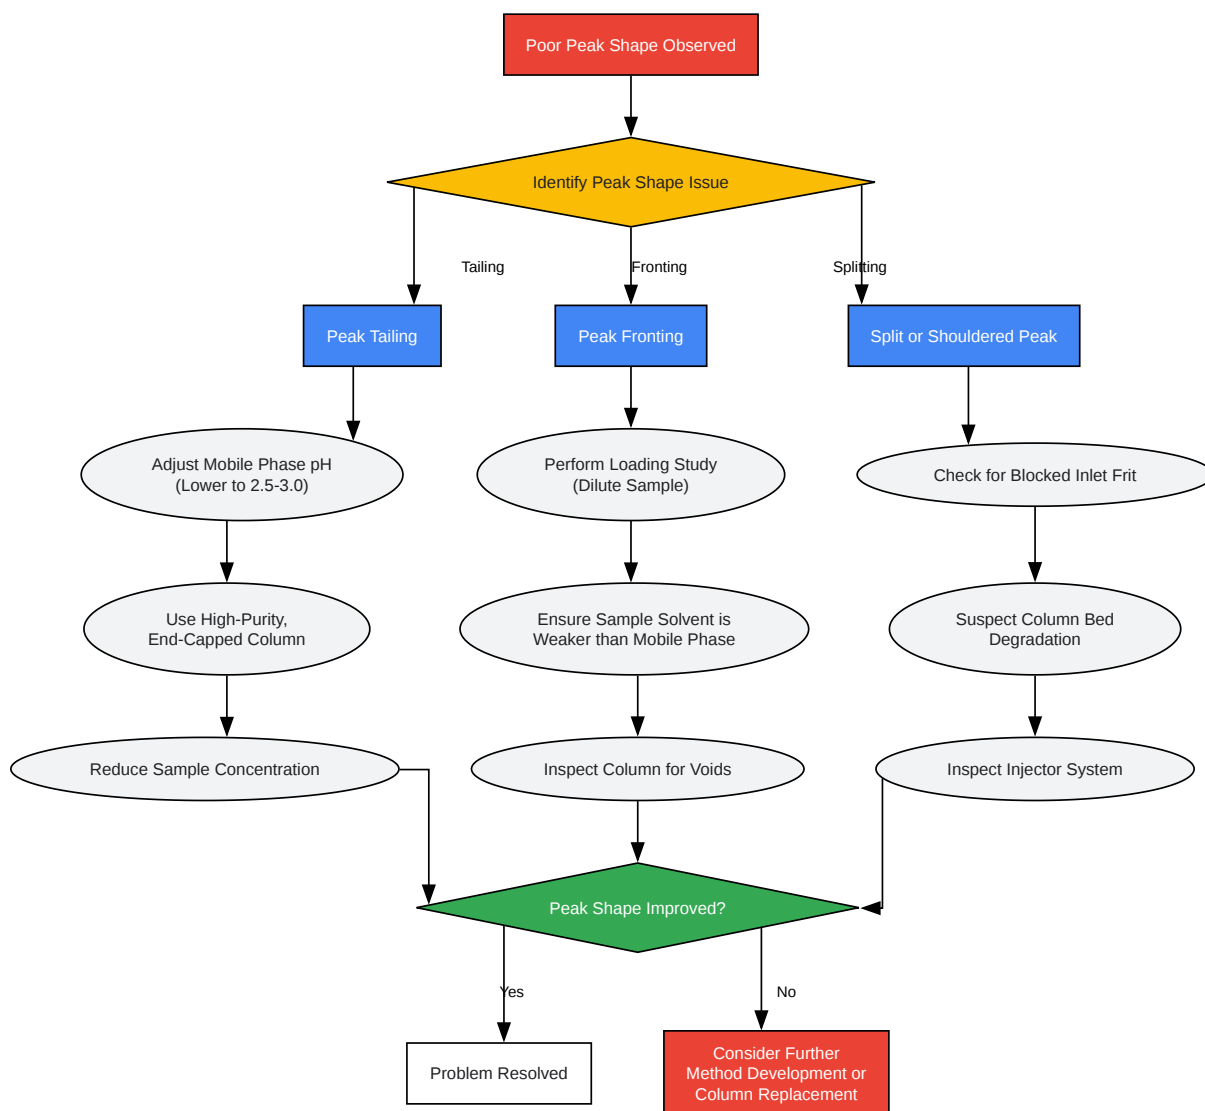 Poor Peak Shape Observed
Identify Peak Shape Issue
Tailing
Fronting
Splitting
Peak Tailing
Peak Fronting
Split or Shouldered Peak
Adjust Mobile Phase pH
(Lower to 2.5-3.0)
Perform Loading Study
(Dilute Sample)
Check for Blocked Inlet Frit
Use High-Purity,
End-Capped Column
Ensure Sample Solvent is
Weaker than Mobile Phase
Suspect Column Bed
Degradation
Reduce Sample Concentration
Inspect Column for Voids
Inspect Injector System
Peak Shape Improved?
Yes
No
Problem Resolved
Consider Further
Method Development or
Column Replacement